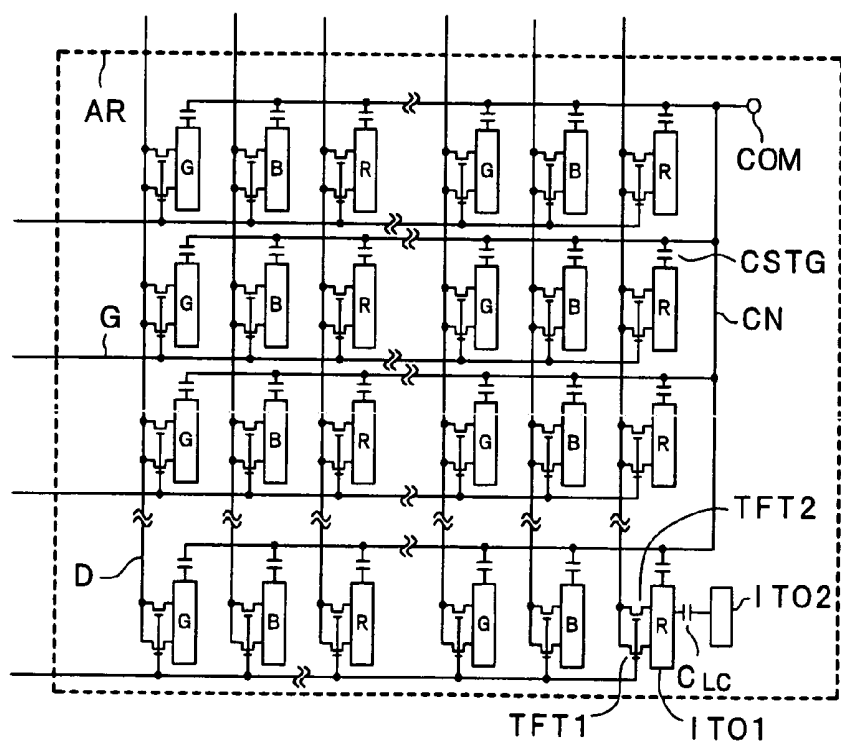 AR
COM
G B R G B R
CSTG
G B R G B R
CN
G
G B R G B R
TFT2
D
G B R G B R
ITO2
CLC
TFT1
ITO1